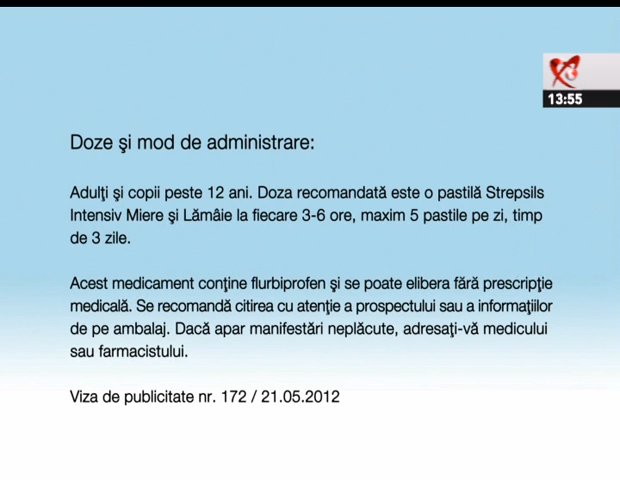 13:55
Doze şi mod de administrare:
Adulţi şi copii peste 12 ani. Doza recomandată este o pastilă Strepsils
Intensiv Miere şi Lămâie la fiecare 3-6 ore, maxim 5 pastile pe zi, timp
de 3 zile.
Acest medicament conţine flurbiprofen şi se poate elibera fără prescripţie
medicală. Se recomandă citirea cu atenţie a prospectului sau a informaţiilor
de pe ambalaj. Dacă apar manifestări neplăcute, adresaţi-vă medicului
sau farmacistului.
Viza de publicitate nr. 172 / 21.05.2012